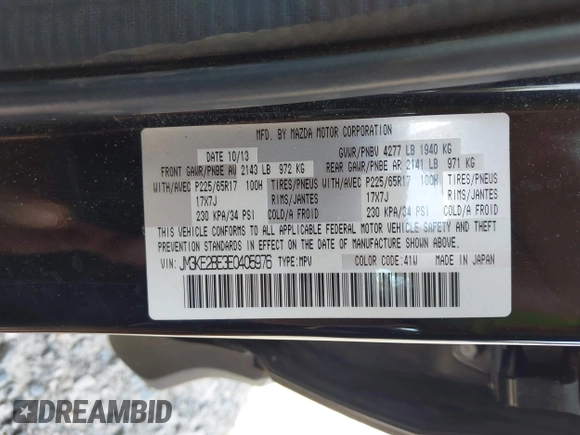 MFD. BY MAZDA MOTOR CORPORATION
DATE 10/13 GVWR/PNBV 4277 LB 1940 KG
FRONT GAWR/PNBE AV 2143 LB 972 KG REAR GAWR/PNBE AR 2141 LB 971 KG
WITH/AVEC P225/65R17 100H TIRES/PNEUS WITH/AVEC P225/65R17 100H TIRES/PNEUS
17X7J RIMS/JANTES 17X7J RIMS/JANTES
230 KPA/34 PSI COLD/A FROID 230 KPA/34 PSI COLD/A FROID
THIS VEHICLE CONFORMS TO ALL APPLICABLE FEDERAL MOTOR VEHICLE SAFETY AND THEFT
PREVENTION STANDARDS IN EFFECT ON THE DATE OF MANUFACTURE SHOWN ABOVE.
VIN: JM3KE2BE3E0405976 TYPE:MPV COLOR CODE:41W MADE IN JAPAN
DREAMBID